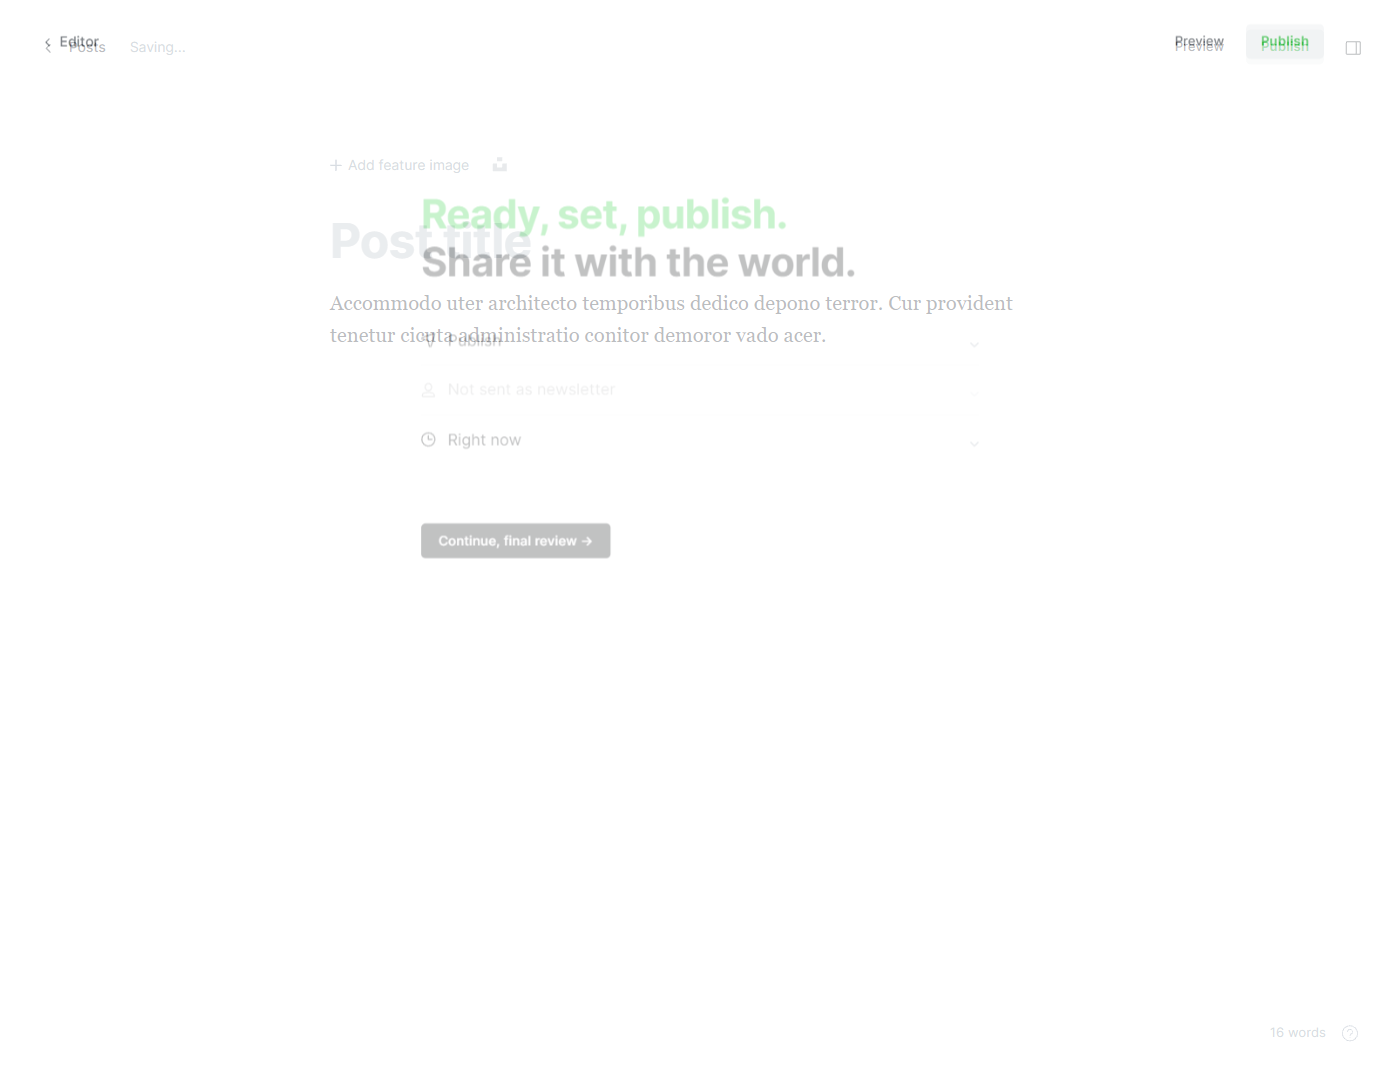 Editor
Posts Saving...
Preview Publish
Preview Publish
Add feature image
Ready, set, publish.
Post title
Share it with the world.
Accommodo uter architecto temporibus dedico depono terror. Cur provident
tenetur cicuta administratio conitor demoror vado acer.
Publish
Not sent as newsletter
Right now
Continue, final review →
16 words